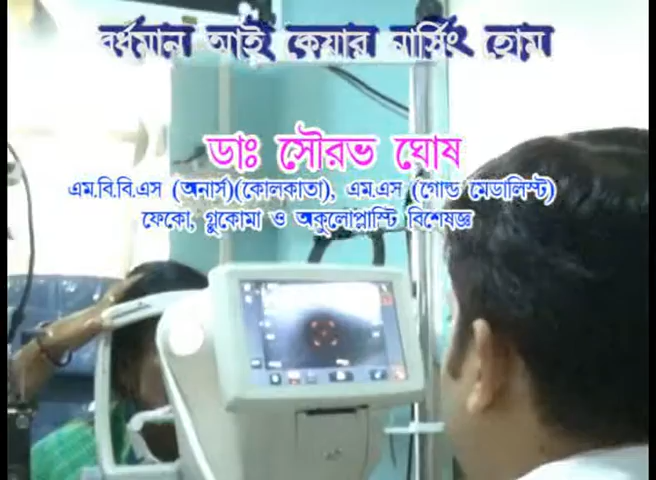 বর্ধমান আই কেয়ার নার্সিং হোম
ডাঃ সৌরভ ঘোষ
এম.বি.বি.এস (অনার্স)(কোলকাতা), এম.এস (গোল্ড মেডালিস্ট)
ফেকো, গ্লুকোমা ও অকুলোপ্লাস্টি বিশেষজ্ঞ